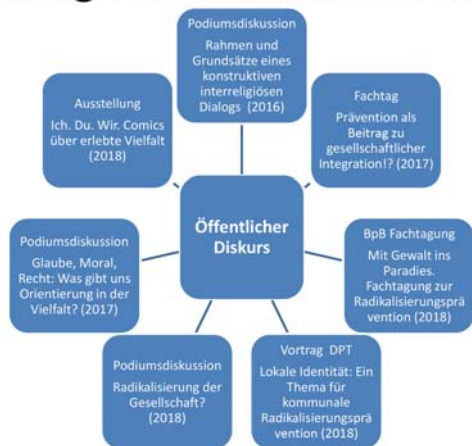 Podiumsdiskussion
Rahmen und
Grundsätze eines
konstruktiven
interreligiösen
Dialogs (2016)
Fachtag
Prävention als
Beitrag zu
gesellschaftlicher
Integration!? (2017)
BpB Fachtagung
Mit Gewalt ins
Paradies.
Fachtagung zur
Radikalisierungsprä
vention (2018)
Vortrag DPT
Lokale Identität: Ein
Thema für
kommunale
Radikalisierungsprä
vention (2018)
Podiumsdiskussion
Radikalisierung der
Gesellschaft?
(2018)
Podiumsdiskussion
Glaube, Moral,
Recht: Was gibt uns
Orientierung in der
Vielfalt? (2017)
Ausstellung
Ich. Du. Wir. Comics
über erlebte Vielfalt
(2018)
Öffentlicher
Diskurs